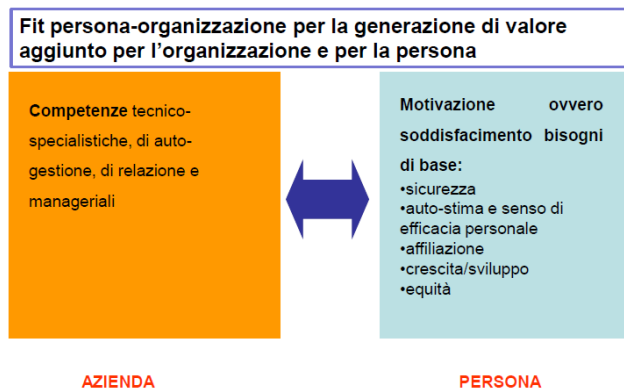 Fit persona-organizzazione per la generazione di valore
aggiunto per l'organizzazione e per la persona
Competenze tecnico-
specialistiche, di auto-
gestione, di relazione e
manageriali
Motivazione ovvero
soddisfacimento bisogni
di base:
•sicurezza
•auto-stima e senso di
efficacia personale
•affiliazione
•crescita/sviluppo
•equità
AZIENDA
PERSONA